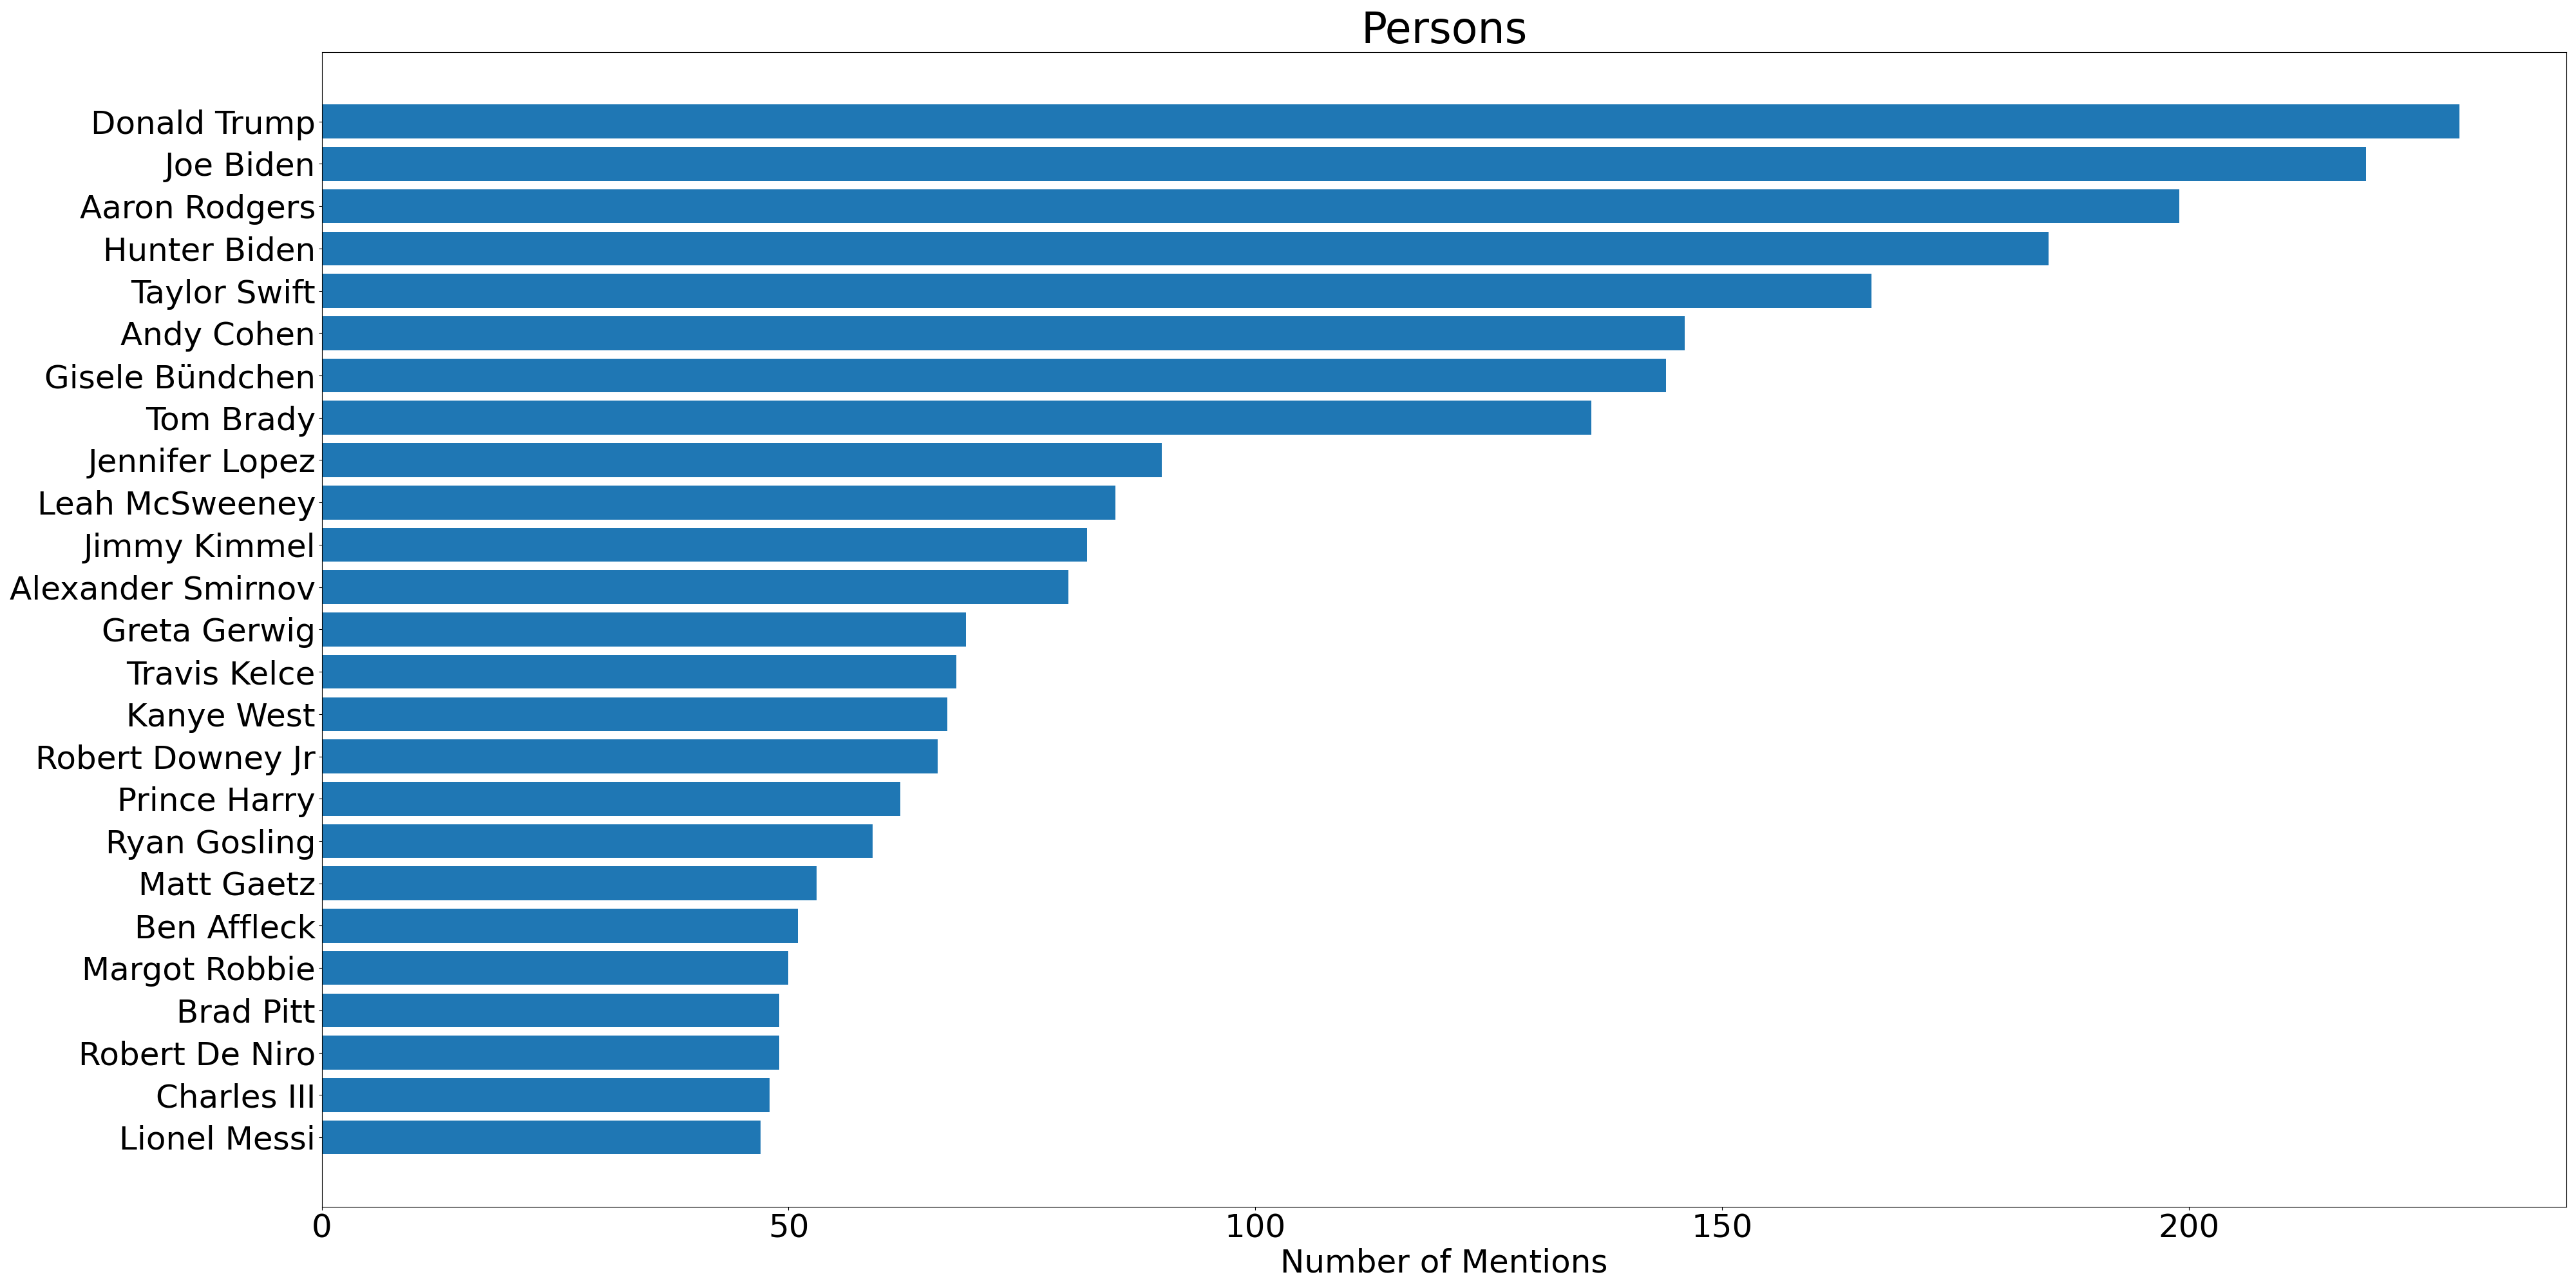 Persons
Donald Trump
Joe Biden
Aaron Rodgers
Hunter Biden
Taylor Swift
Andy Cohen
Gisele Bündchen
Tom Brady
Jennifer Lopez
Leah McSweeney
Jimmy Kimmel
Alexander Smirnov
Greta Gerwig
Travis Kelce
Kanye West
Robert Downey Jr
Prince Harry
Ryan Gosling
Matt Gaetz
Ben Affleck
Margot Robbie
Brad Pitt
Robert De Niro
Charles III
Lionel Messi
0 50 100 150 200
Number of Mentions